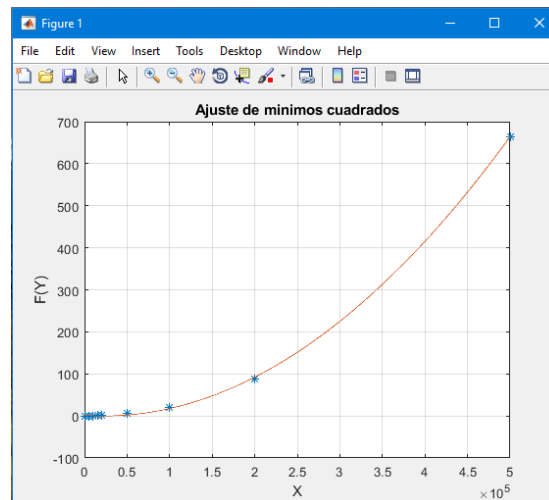 Figure 1
File Edit View Insert Tools Desktop Window Help
Ajuste de minimos cuadrados
700
600
500
400
300
200
100
0
-100
F(Y)
0 0.5 1 1.5 2 2.5 3 3.5 4 4.5 5
X
×10^5